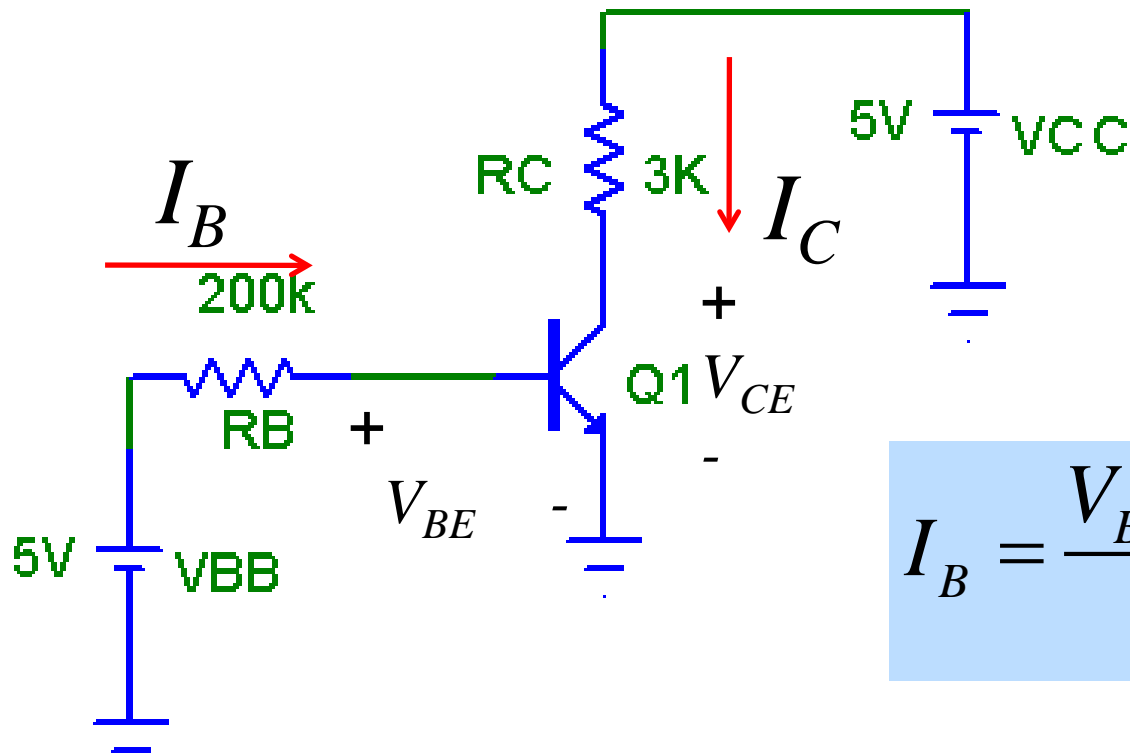 5V
VCC
RC
3K
I_B
I_C
200k
+
Q1
V_CE
RB
+
-
V_BE
-
5V
VBB
I_B = V